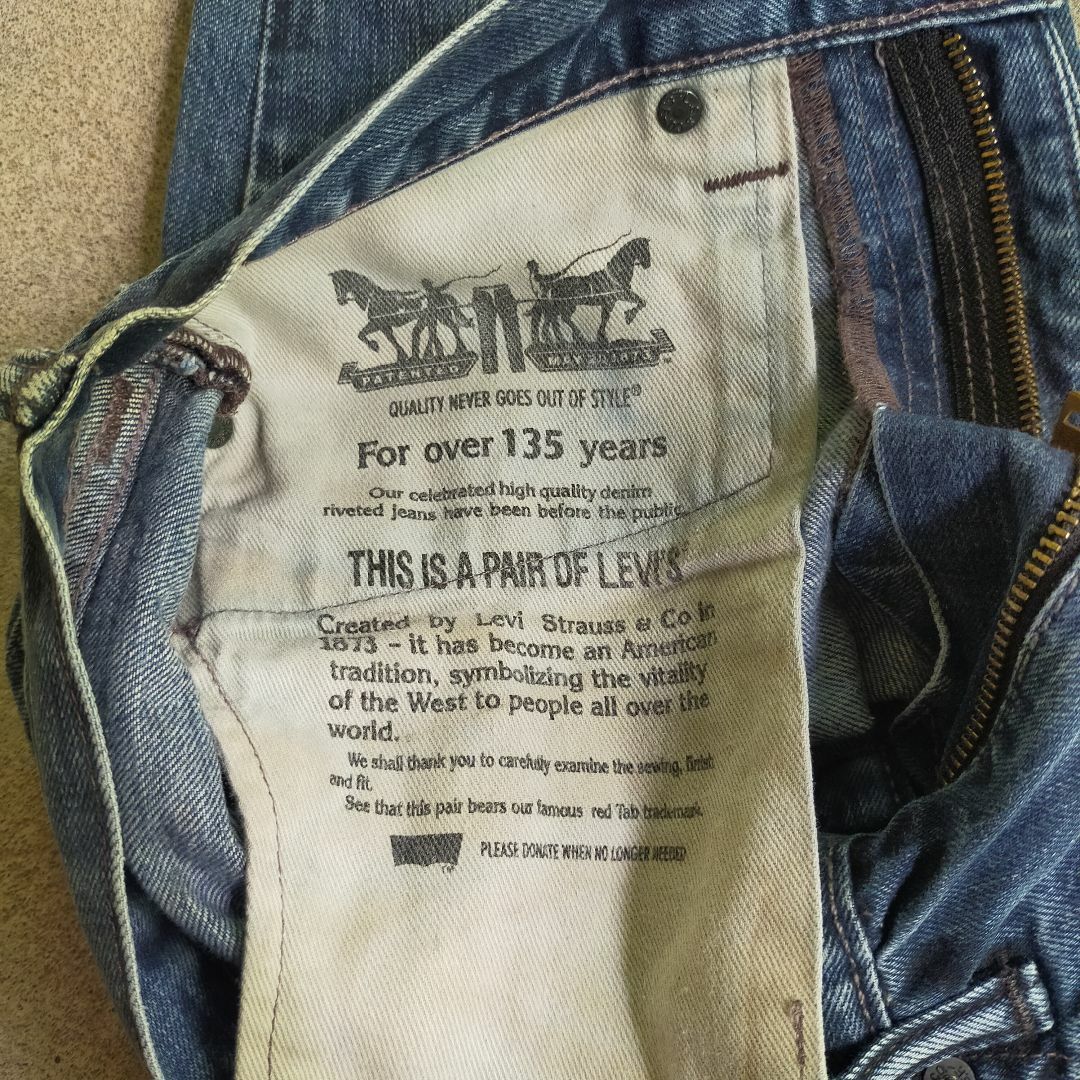 PATENTED
QUALITY NEVER GOES OUT OF STYLE®
For over 135 years
Our celebrated high quality denim
riveted jeans have been before the public
THIS IS A PAIR OF LEVI'S
Created by Levi Strauss & Co in
1873 - it has become an American
tradition, symbolizing the vitality
of the West to people all over the
world.
We shall thank you to carefully examine the sewing, finish
and fit.
See that this pair bears our famous red Tab trademark.
PLEASE DONATE WHEN NO LONGER NEEDED
TM